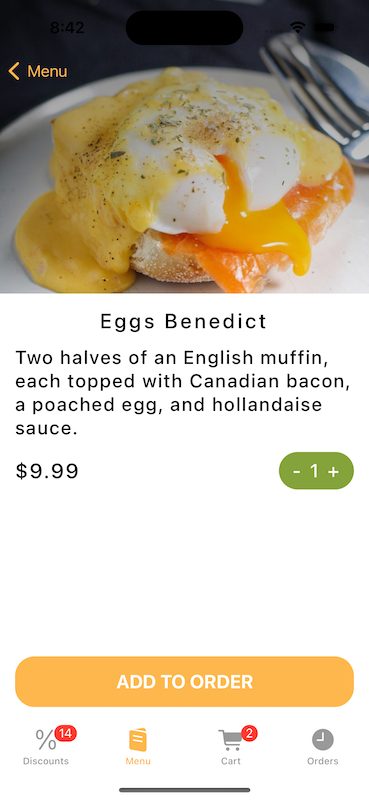 8:42
Menu
Eggs Benedict
Two halves of an English muffin,
each topped with Canadian bacon,
a poached egg, and hollandaise
sauce.
$9.99
- 1 +
ADD TO ORDER
14
2
Discounts
Menu
Cart
Orders